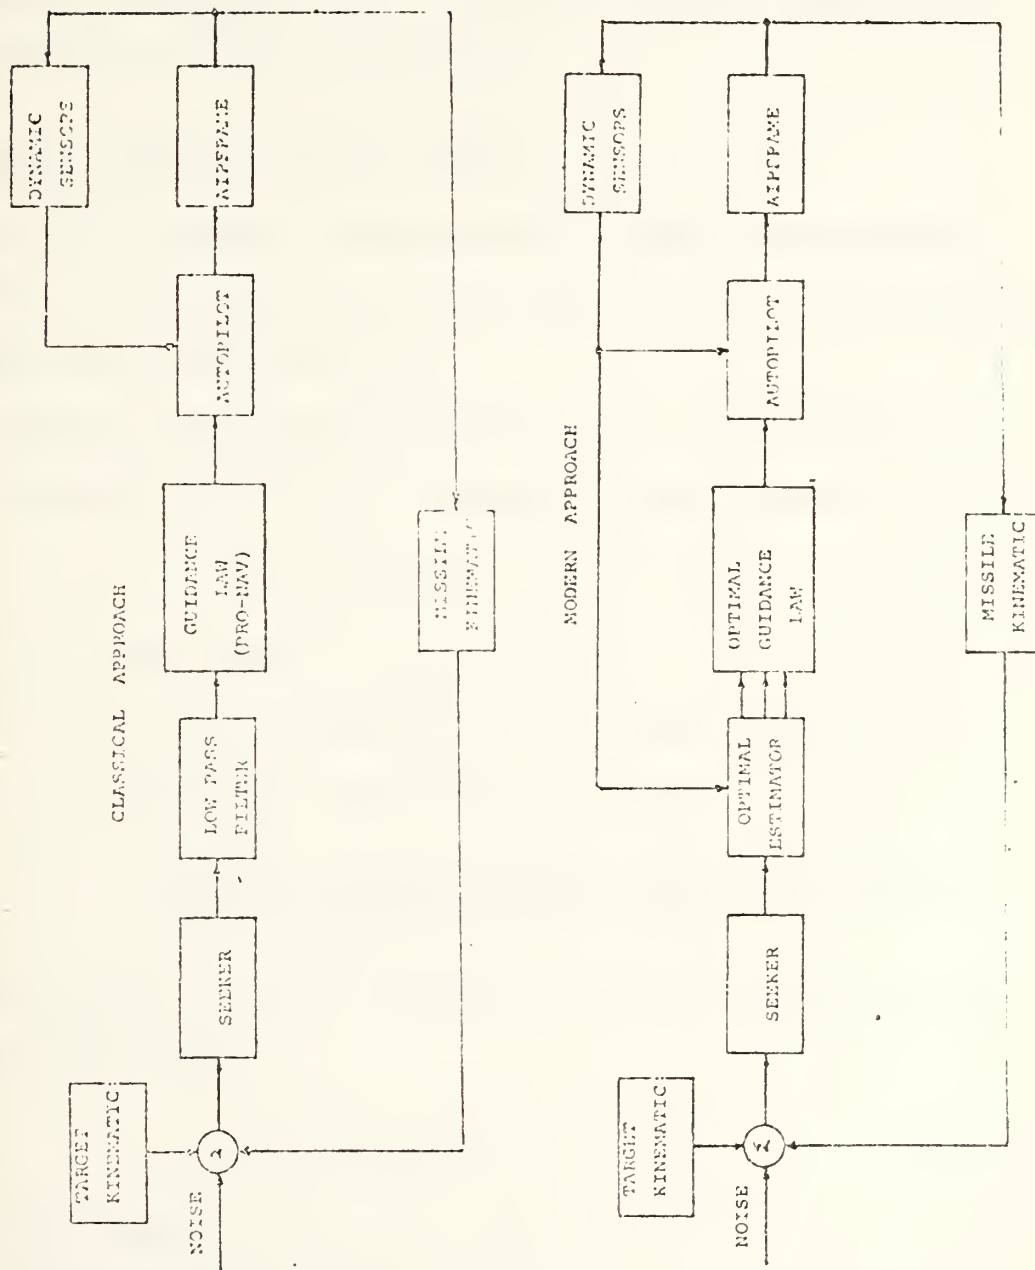 CLASSICAL APPROACH
NOISE
TARGET
KINEMATIC
SEEKER
LOW PASS
FILTER
GUIDANCE
LAW
(PRO-NAV)
AUTOPILOT
AIRFRAME
DYNAMIC
SENSORS
MISSILE
KINEMATIC
MODERN APPROACH
NOISE
TARGET
KINEMATIC
Σ
SEEKER
OPTIMAL
ESTIMATOR
OPTIMAL
GUIDANCE
LAW
AUTOPILOT
AIRFRAME
DYNAMIC
SENSORS
MISSILE
KINEMATIC